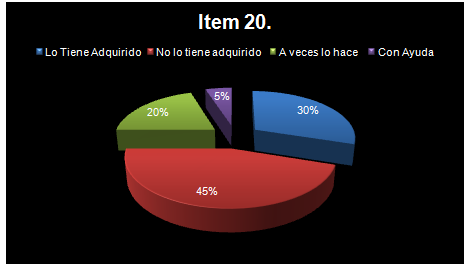 Item 20.
Lo Tiene Adquirido No lo tiene adquirido A veces lo hace Con Ayuda
5%
30%
20%
45%